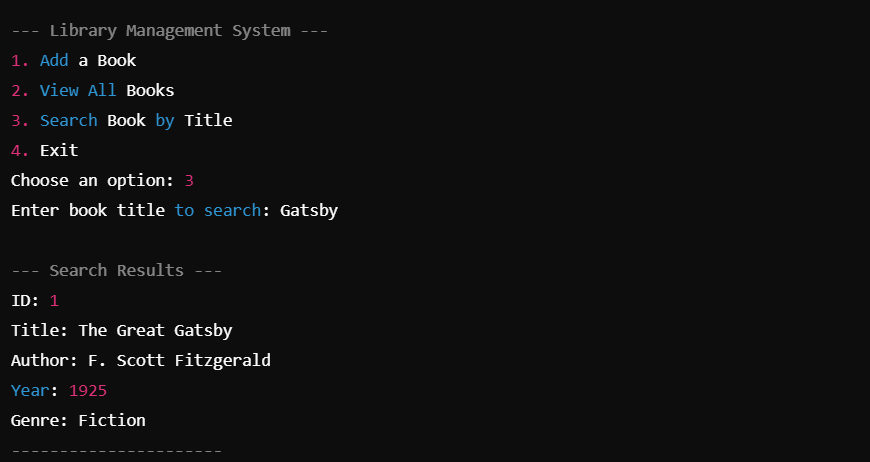 --- Library Management System ---
1. Add a Book
2. View All Books
3. Search Book by Title
4. Exit
Choose an option: 3
Enter book title to search: Gatsby
--- Search Results ---
ID: 1
Title: The Great Gatsby
Author: F. Scott Fitzgerald
Year: 1925
Genre: Fiction
----------------------